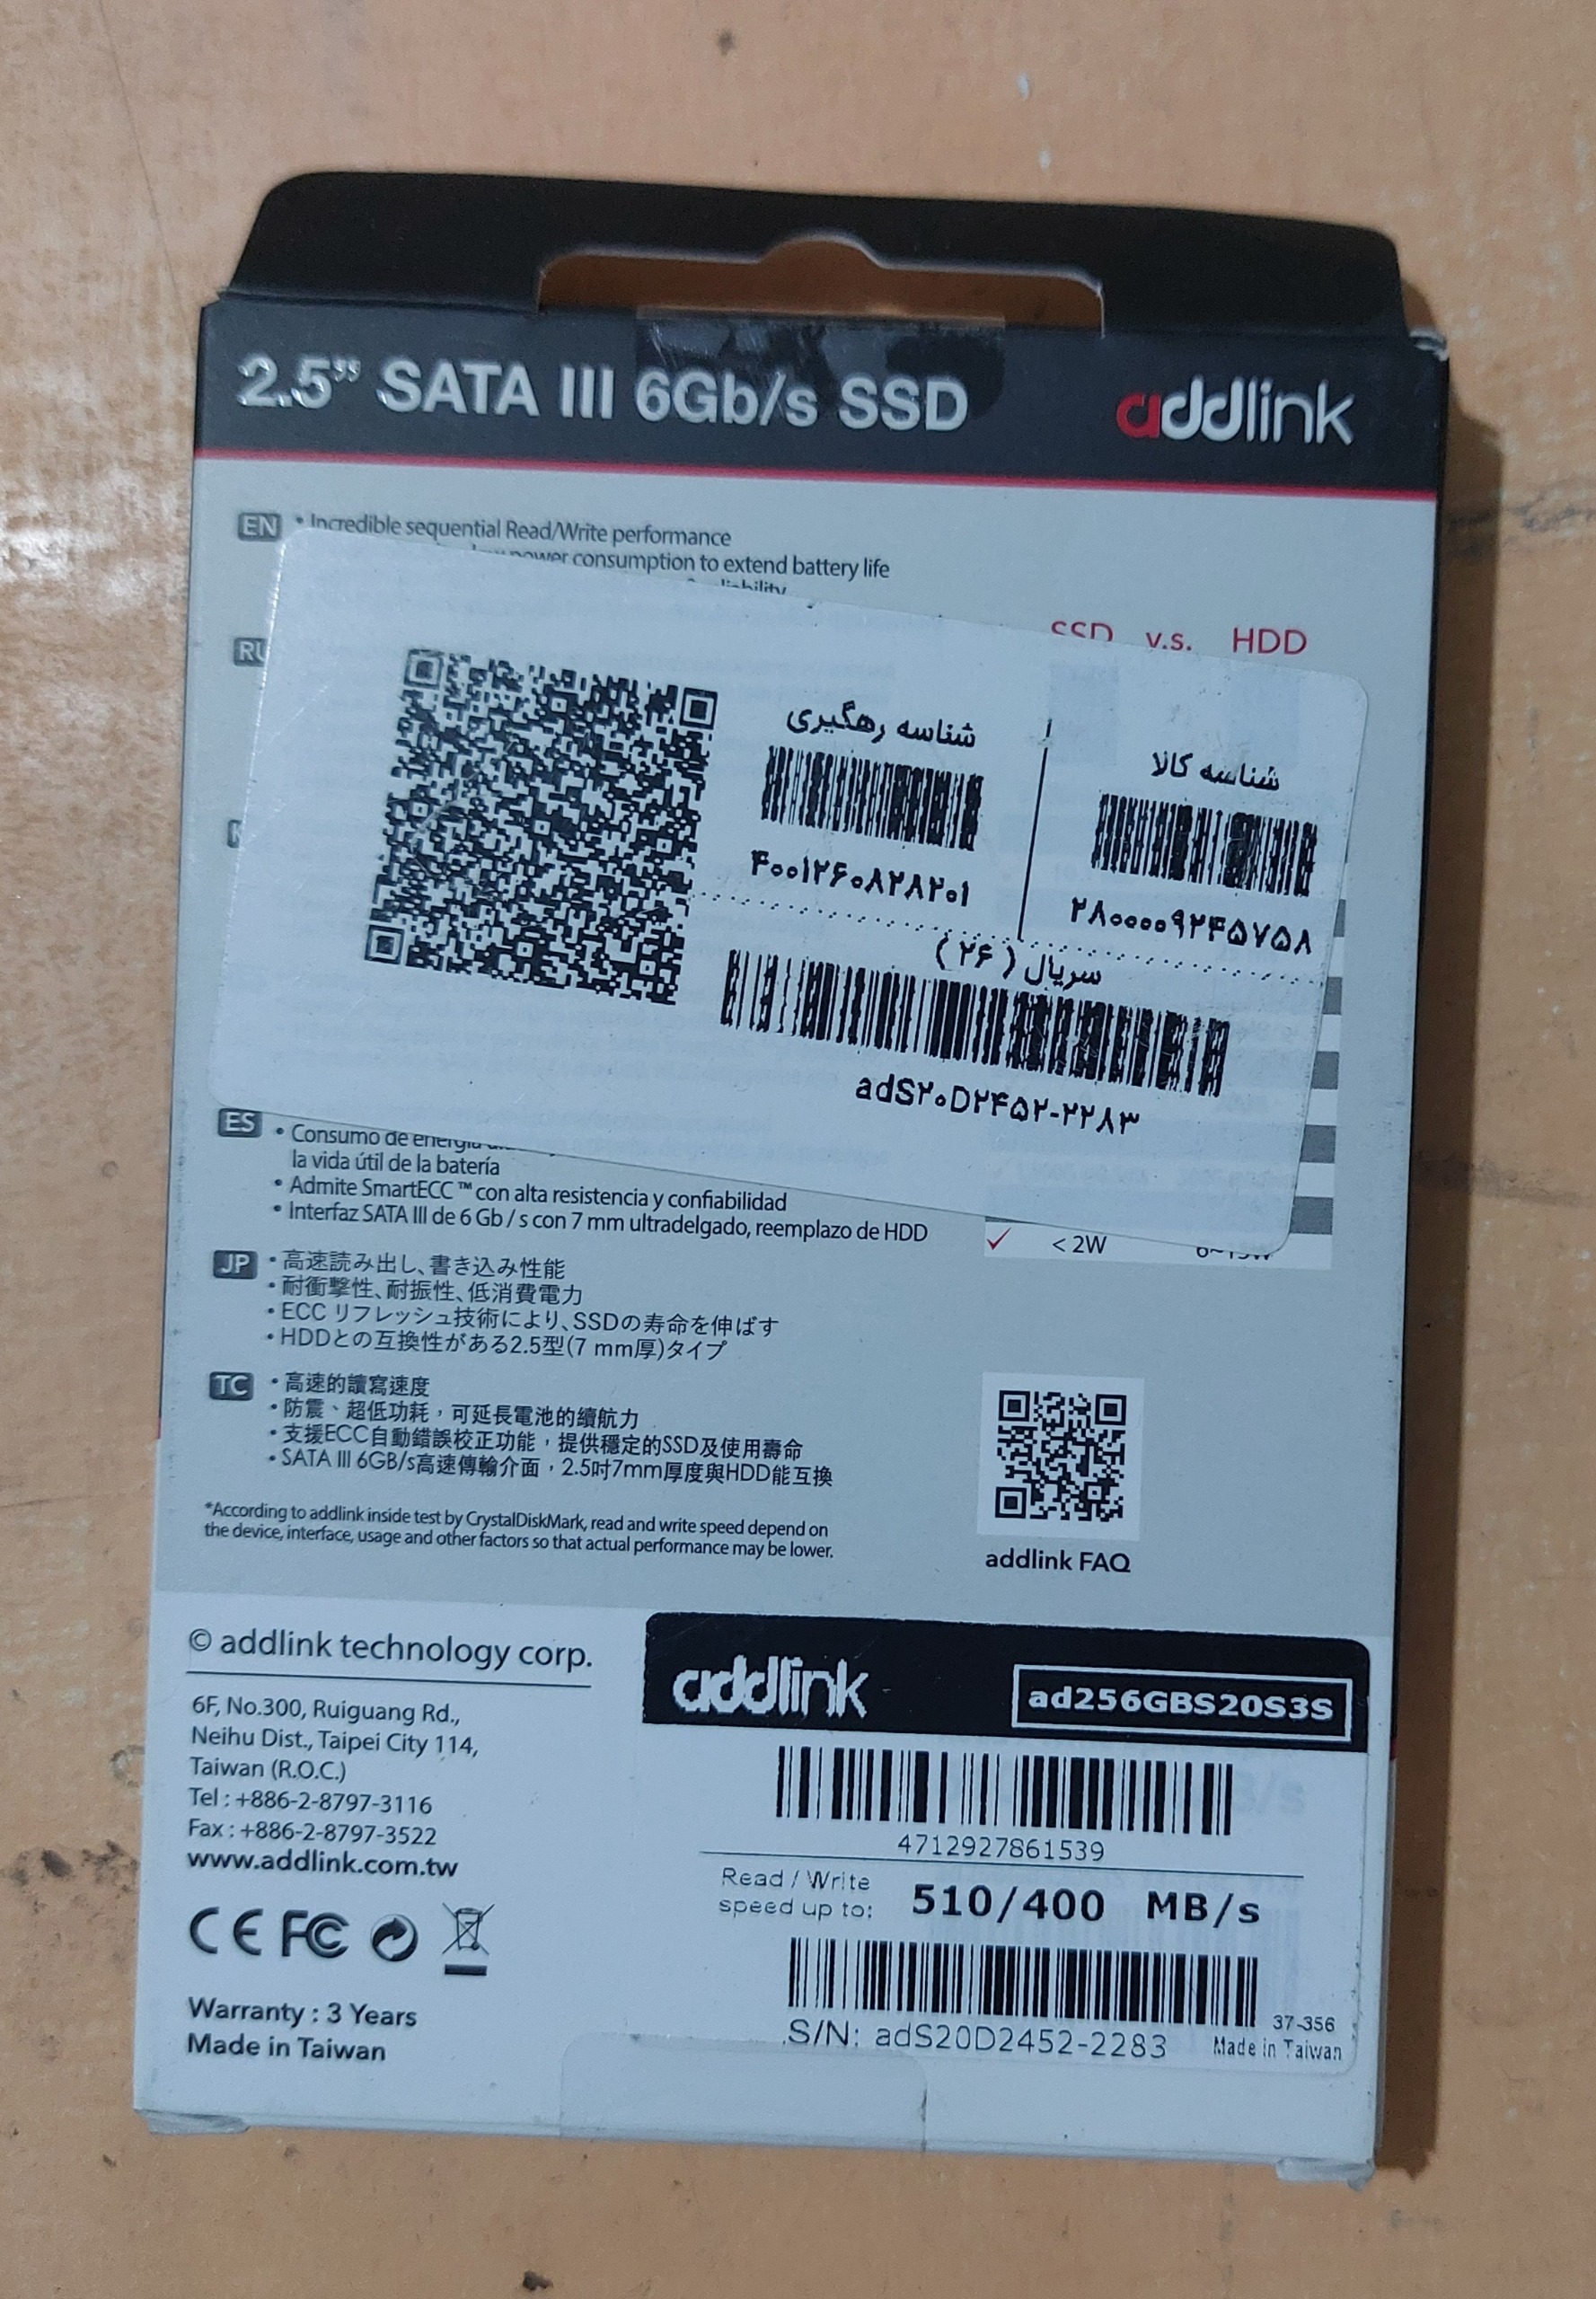 2.5” SATA III 6Gb/s SSD
addlink
EN
• Incredible sequential Read/Write performance
power consumption to extend battery life
SSD v.s. HDD
RU
شناسه رهگیری
۴۰۰۱۲۶۰۸۲۸۲۰۱
شناسه کالا
۲۸۰۰۰۰۹۲۴۵۷۵۸
سریال ( ۲۶ )
adS۲۰D۲۴۵۲-۲۲۸۳
ES
• Consumo de energía
la vida útil de la batería
• Admite SmartECC™ con alta resistencia y confiabilidad
• Interfaz SATA III de 6 Gb / s con 7 mm ultradelgado, reemplazo de HDD
< 2W
JP
• 高速読み出し、書き込み性能
• 耐衝撃性、耐振性、低消費電力
• ECC リフレッシュ技術により、SSDの寿命を伸ばす
• HDDとの互換性がある2.5型(7 mm厚)タイプ
TC
• 高速的讀寫速度
• 防震、超低功耗，可延長電池的續航力
• 支援ECC自動錯誤校正功能，提供穩定的SSD及使用壽命
• SATA III 6GB/s高速傳輸介面，2.5吋7mm厚度與HDD能互換
*According to addlink inside test by CrystalDiskMark, read and write speed depend on
the device, interface, usage and other factors so that actual performance may be lower.
addlink FAQ
© addlink technology corp.
6F, No.300, Ruiguang Rd.,
Neihu Dist., Taipei City 114,
Taiwan (R.O.C.)
Tel : +886-2-8797-3116
Fax : +886-2-8797-3522
www.addlink.com.tw
CE FC
Warranty : 3 Years
Made in Taiwan
addlink
ad256GBS20S3S
4712927861539
Read / Write
speed up to:
510/400 MB/s
37-356
S/N: adS20D2452-2283
Made in Taiwan